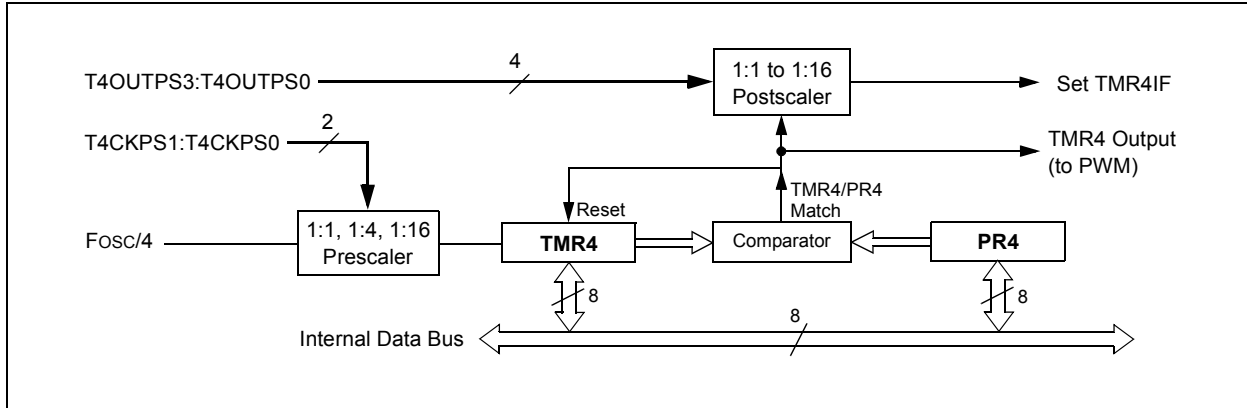 T4OUTPS3:T4OUTPS0
4
1:1 to 1:16
Postscaler
Set TMR4IF
T4CKPS1:T4CKPS0
2
TMR4 Output
(to PWM)
TMR4/PR4
Match
Reset
FOSC/4
1:1, 1:4, 1:16
Prescaler
TMR4
Comparator
PR4
8
8
Internal Data Bus
8